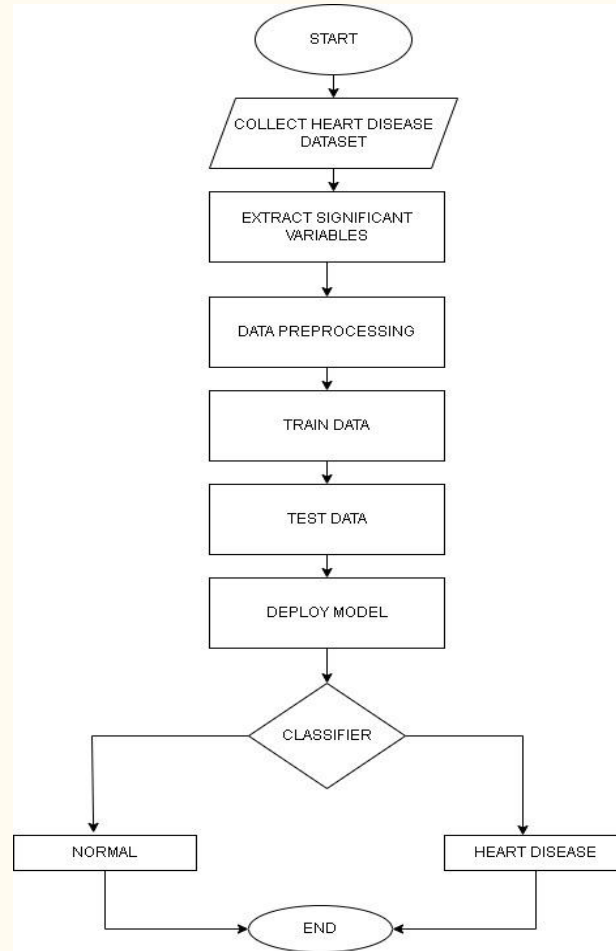 START
COLLECT HEART DISEASE
DATASET
EXTRACT SIGNIFICANT
VARIABLES
DATA PREPROCESSING
TRAIN DATA
TEST DATA
DEPLOY MODEL
CLASSIFIER
NORMAL
HEART DISEASE
END